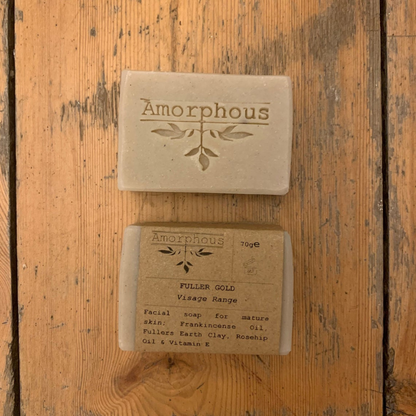 Amorphous
Amorphous
70g℮
FULLER GOLD
Visage Range
Facial soap for mature
skin: Frankincense Oil,
Fullers Earth Clay, Rosehip
Oil & Vitamin E